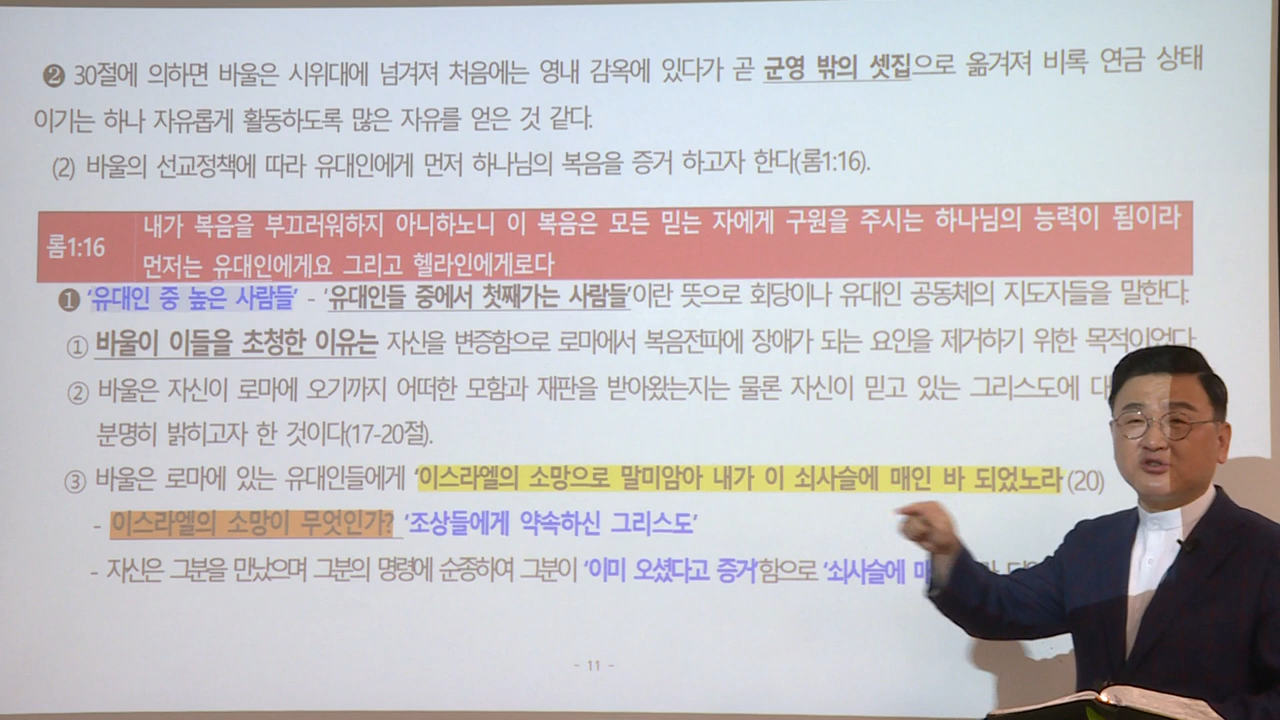 ❷ 30절에 의하면 바울은 시위대에 넘겨져 처음에는 영내 감옥에 있다가 곧 군영 밖의 셋집으로 옮겨져 비록 연금 상태
이기는 하나 자유롭게 활동하도록 많은 자유를 얻은 것 같다.
(2) 바울의 선교정책에 따라 유대인에게 먼저 하나님의 복음을 증거 하고자 한다(롬1:16).
롬1:16
내가 복음을 부끄러워하지 아니하노니 이 복음은 모든 믿는 자에게 구원을 주시는 하나님의 능력이 됨이라
먼저는 유대인에게요 그리고 헬라인에게로다
❶ ‘유대인 중 높은 사람들’ - ‘유대인들 중에서 첫째가는 사람들’이란 뜻으로 회당이나 유대인 공동체의 지도자들을 말한다.
① 바울이 이들을 초청한 이유는 자신을 변증함으로 로마에서 복음전파에 장애가 되는 요인을 제거하기 위한 목적이었다
② 바울은 자신이 로마에 오기까지 어떠한 모함과 재판을 받아왔는지는 물론 자신이 믿고 있는 그리스도에
분명히 밝히고자 한 것이다(17-20절).
③ 바울은 로마에 있는 유대인들에게 ‘이스라엘의 소망으로 말미암아 내가 이 쇠사슬에 매인 바 되었노라 (20)
- 이스라엘의 소망이 무엇인가? ‘조상들에게 약속하신 그리스도’
- 자신은 그분을 만났으며 그분의 명령에 순종하여 그분이 ‘이미 오셨다고 증거’함으로 ‘쇠사슬에
- 11 -